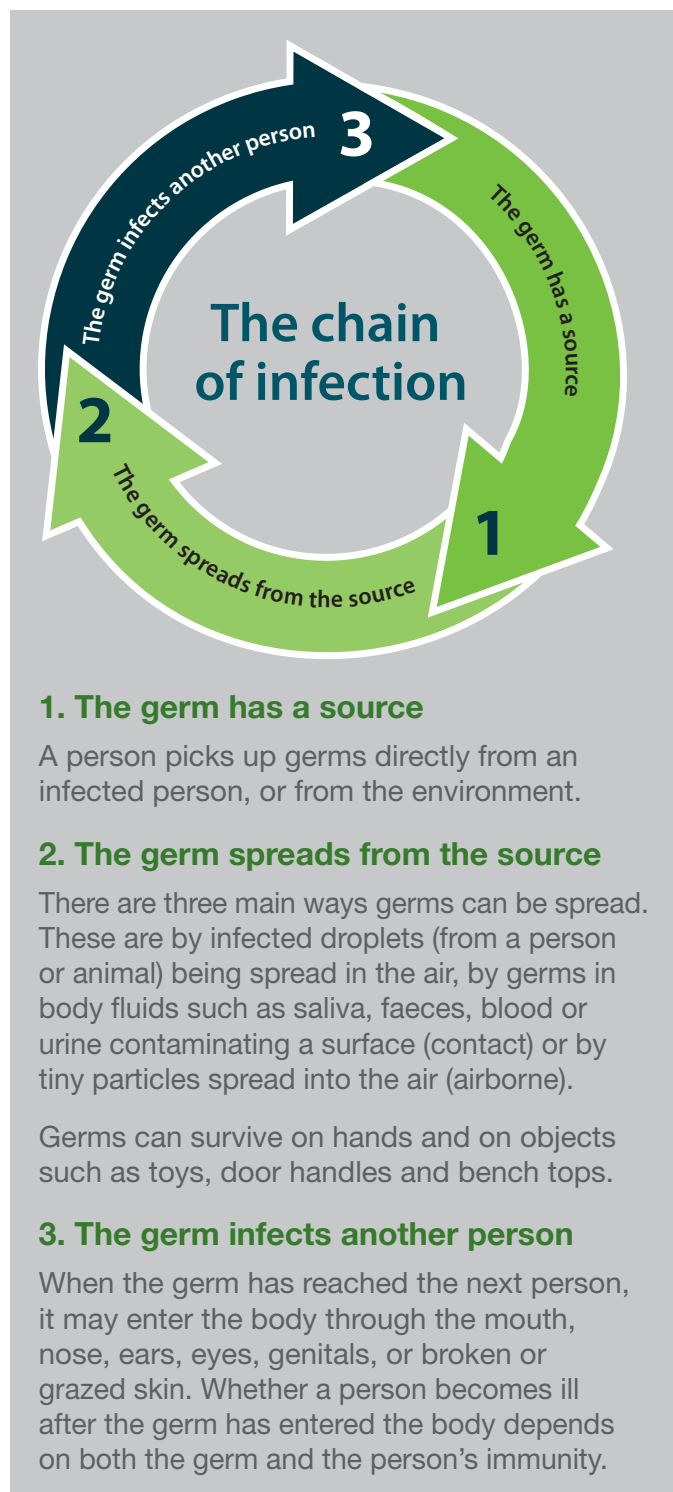 The germ infects another person
3
The germ has a source
The chain
of infection
2
The germ spreads from the source
1
1. The germ has a source
A person picks up germs directly from an
infected person, or from the environment.
2. The germ spreads from the source
There are three main ways germs can be spread.
These are by infected droplets (from a person
or animal) being spread in the air, by germs in
body fluids such as saliva, faeces, blood or
urine contaminating a surface (contact) or by
tiny particles spread into the air (airborne).
Germs can survive on hands and on objects
such as toys, door handles and bench tops.
3. The germ infects another person
When the germ has reached the next person,
it may enter the body through the mouth,
nose, ears, eyes, genitals, or broken or
grazed skin. Whether a person becomes ill
after the germ has entered the body depends
on both the germ and the person’s immunity.